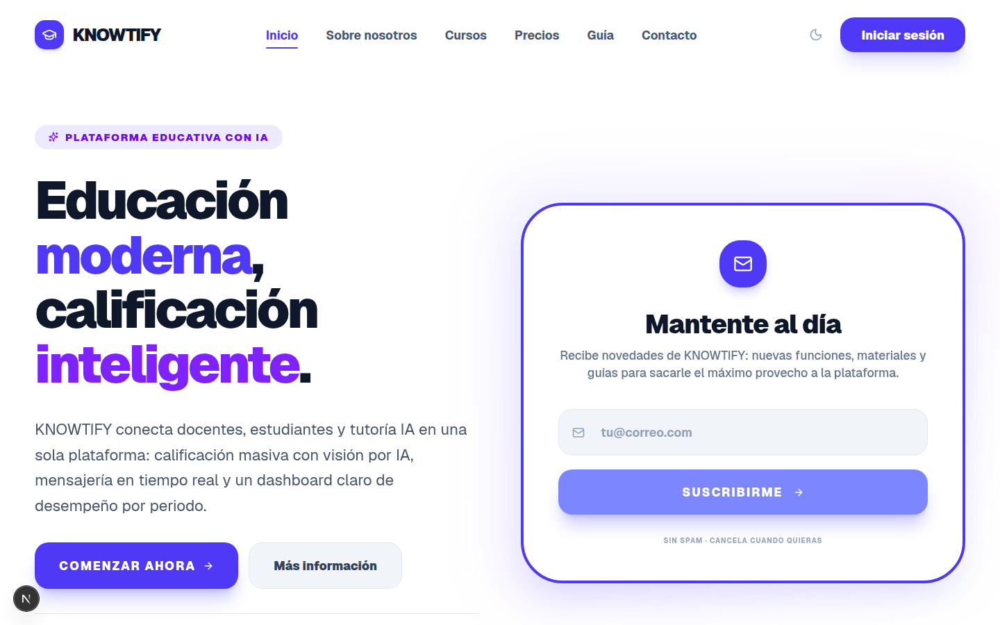 KNOWTIFY
Inicio
Sobre nosotros
Cursos
Precios
Guía
Contacto
Iniciar sesión
PLATAFORMA EDUCATIVA CON IA
Educación
moderna,
calificación
inteligente.
KNOWTIFY conecta docentes, estudiantes y tutoría IA en una
sola plataforma: calificación masiva con visión por IA,
mensajería en tiempo real y un dashboard claro de
desempeño por periodo.
COMENZAR AHORA
Más información
Mantente al día
Recibe novedades de KNOWTIFY: nuevas funciones, materiales y
guías para sacarle el máximo provecho a la plataforma.
tu@correo.com
SUSCRIBIRME
SIN SPAM · CANCELA CUANDO QUIERAS
N